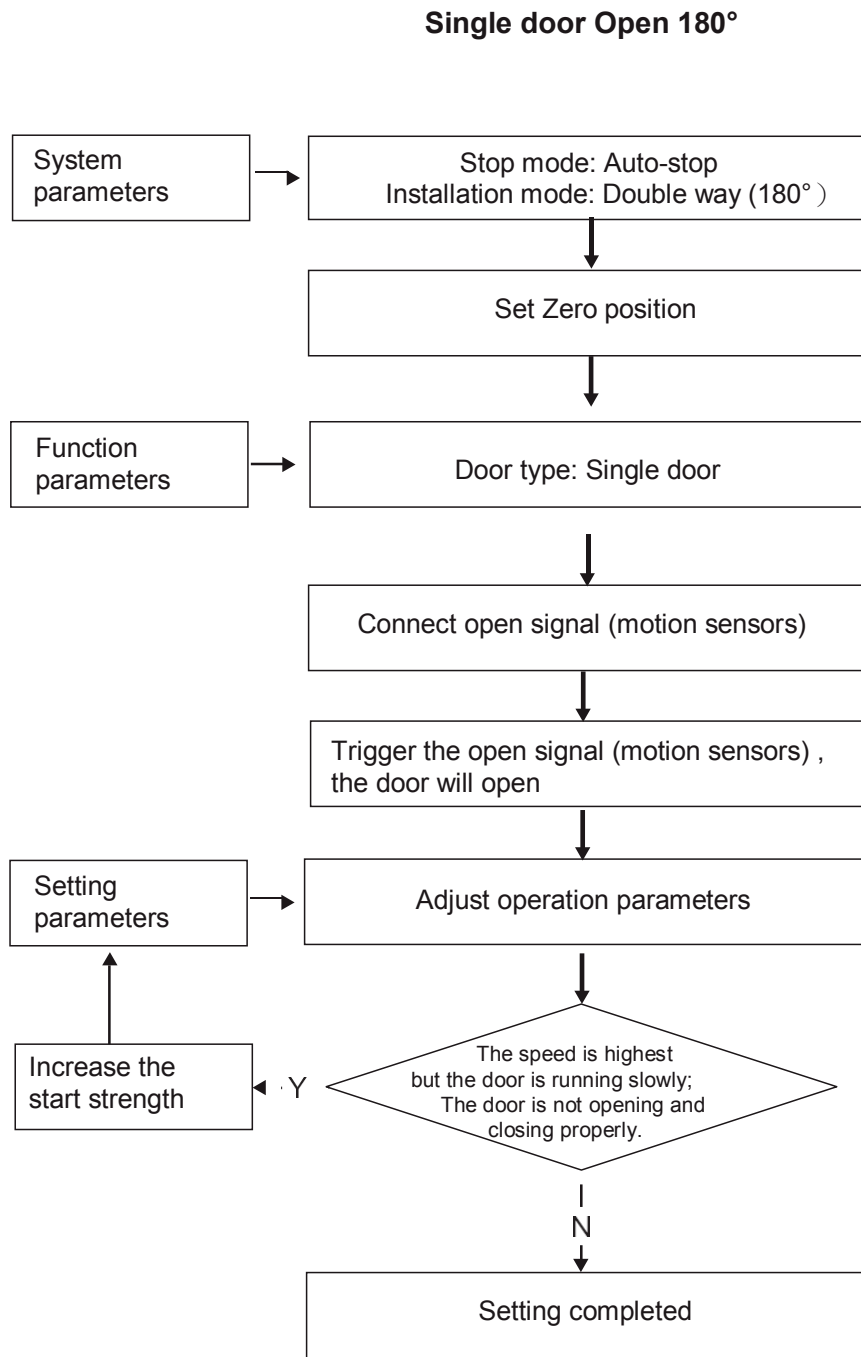 Single door Open 180°
System
parameters
Stop mode: Auto-stop
Installation mode: Double way (180°）
Set Zero position
Function
parameters
Door type: Single door
Connect open signal (motion sensors)
Trigger the open signal (motion sensors) ,
the door will open
Setting
parameters
Adjust operation parameters
The speed is highest
but the door is running slowly;
The door is not opening and
closing properly.
Y
Increase the
start strength
N
Setting completed